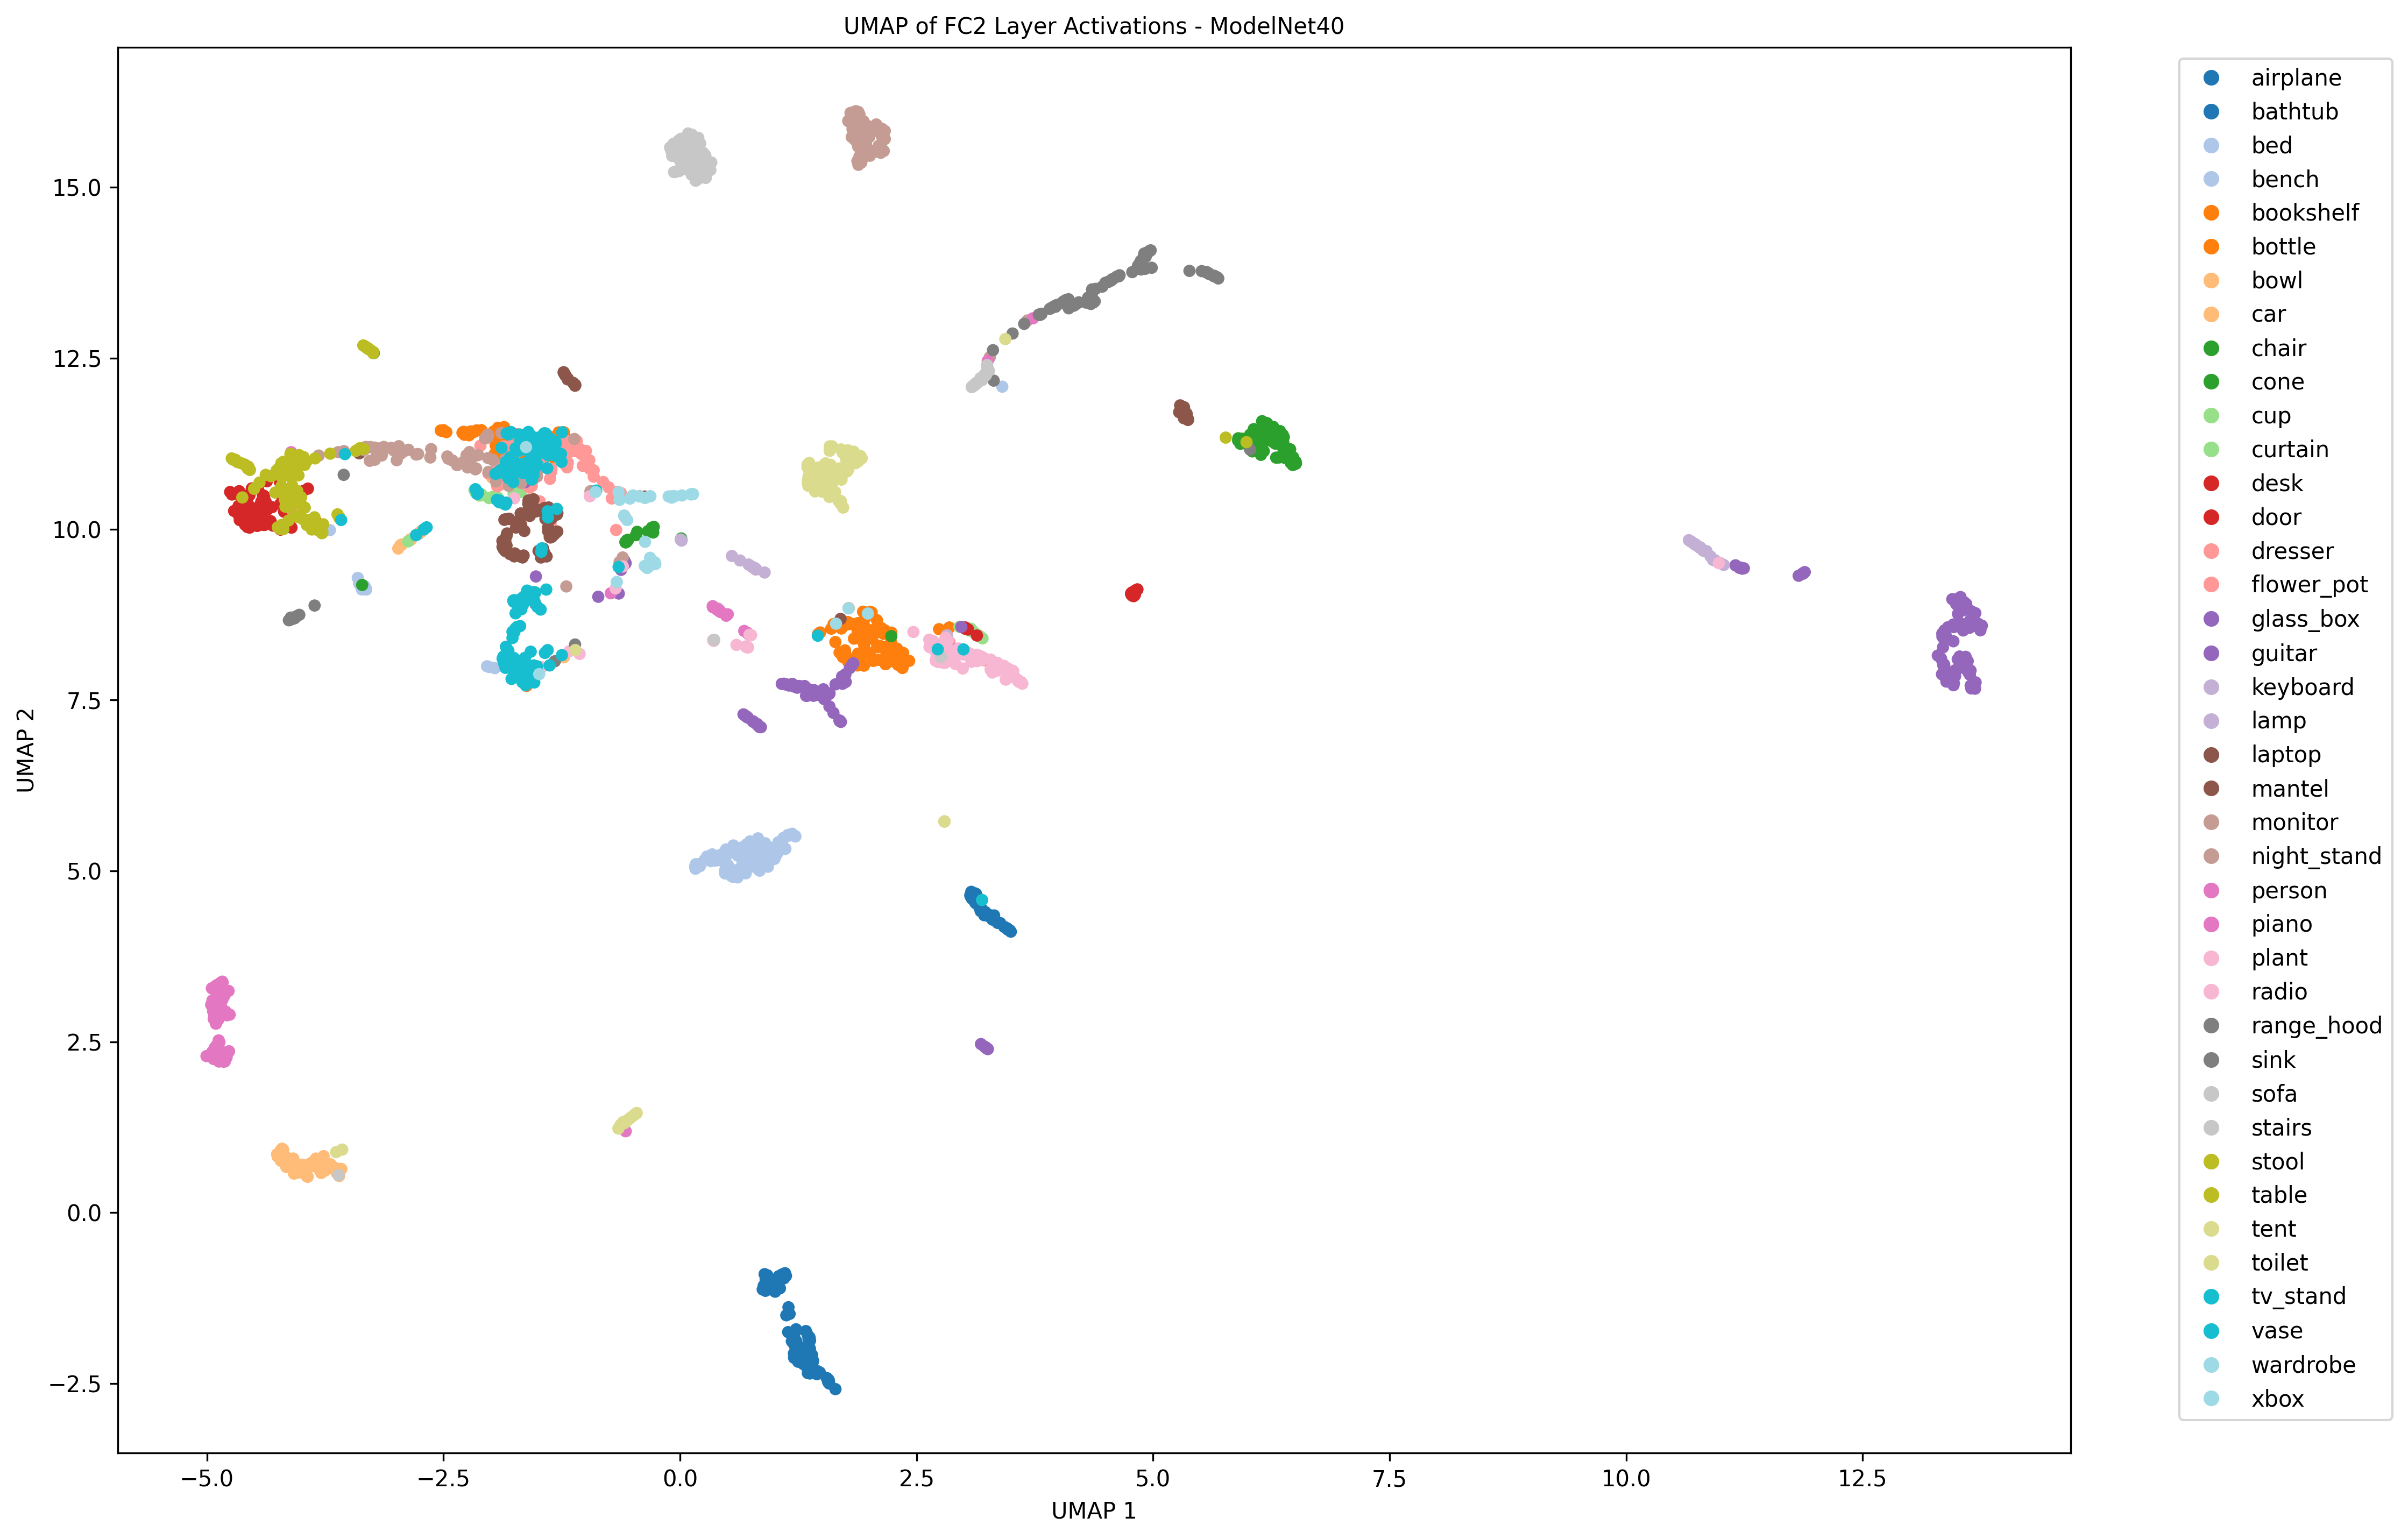 UMAP of FC2 Layer Activations - ModelNet40
15.0
12.5
10.0
7.5
5.0
2.5
0.0
−2.5
UMAP 2
−5.0
−2.5
0.0
2.5
5.0
7.5
10.0
12.5
UMAP 1
airplane
bathtub
bed
bench
bookshelf
bottle
bowl
car
chair
cone
cup
curtain
desk
door
dresser
flower_pot
glass_box
guitar
keyboard
lamp
laptop
mantel
monitor
night_stand
person
piano
plant
radio
range_hood
sink
sofa
stairs
stool
table
tent
toilet
tv_stand
vase
wardrobe
xbox